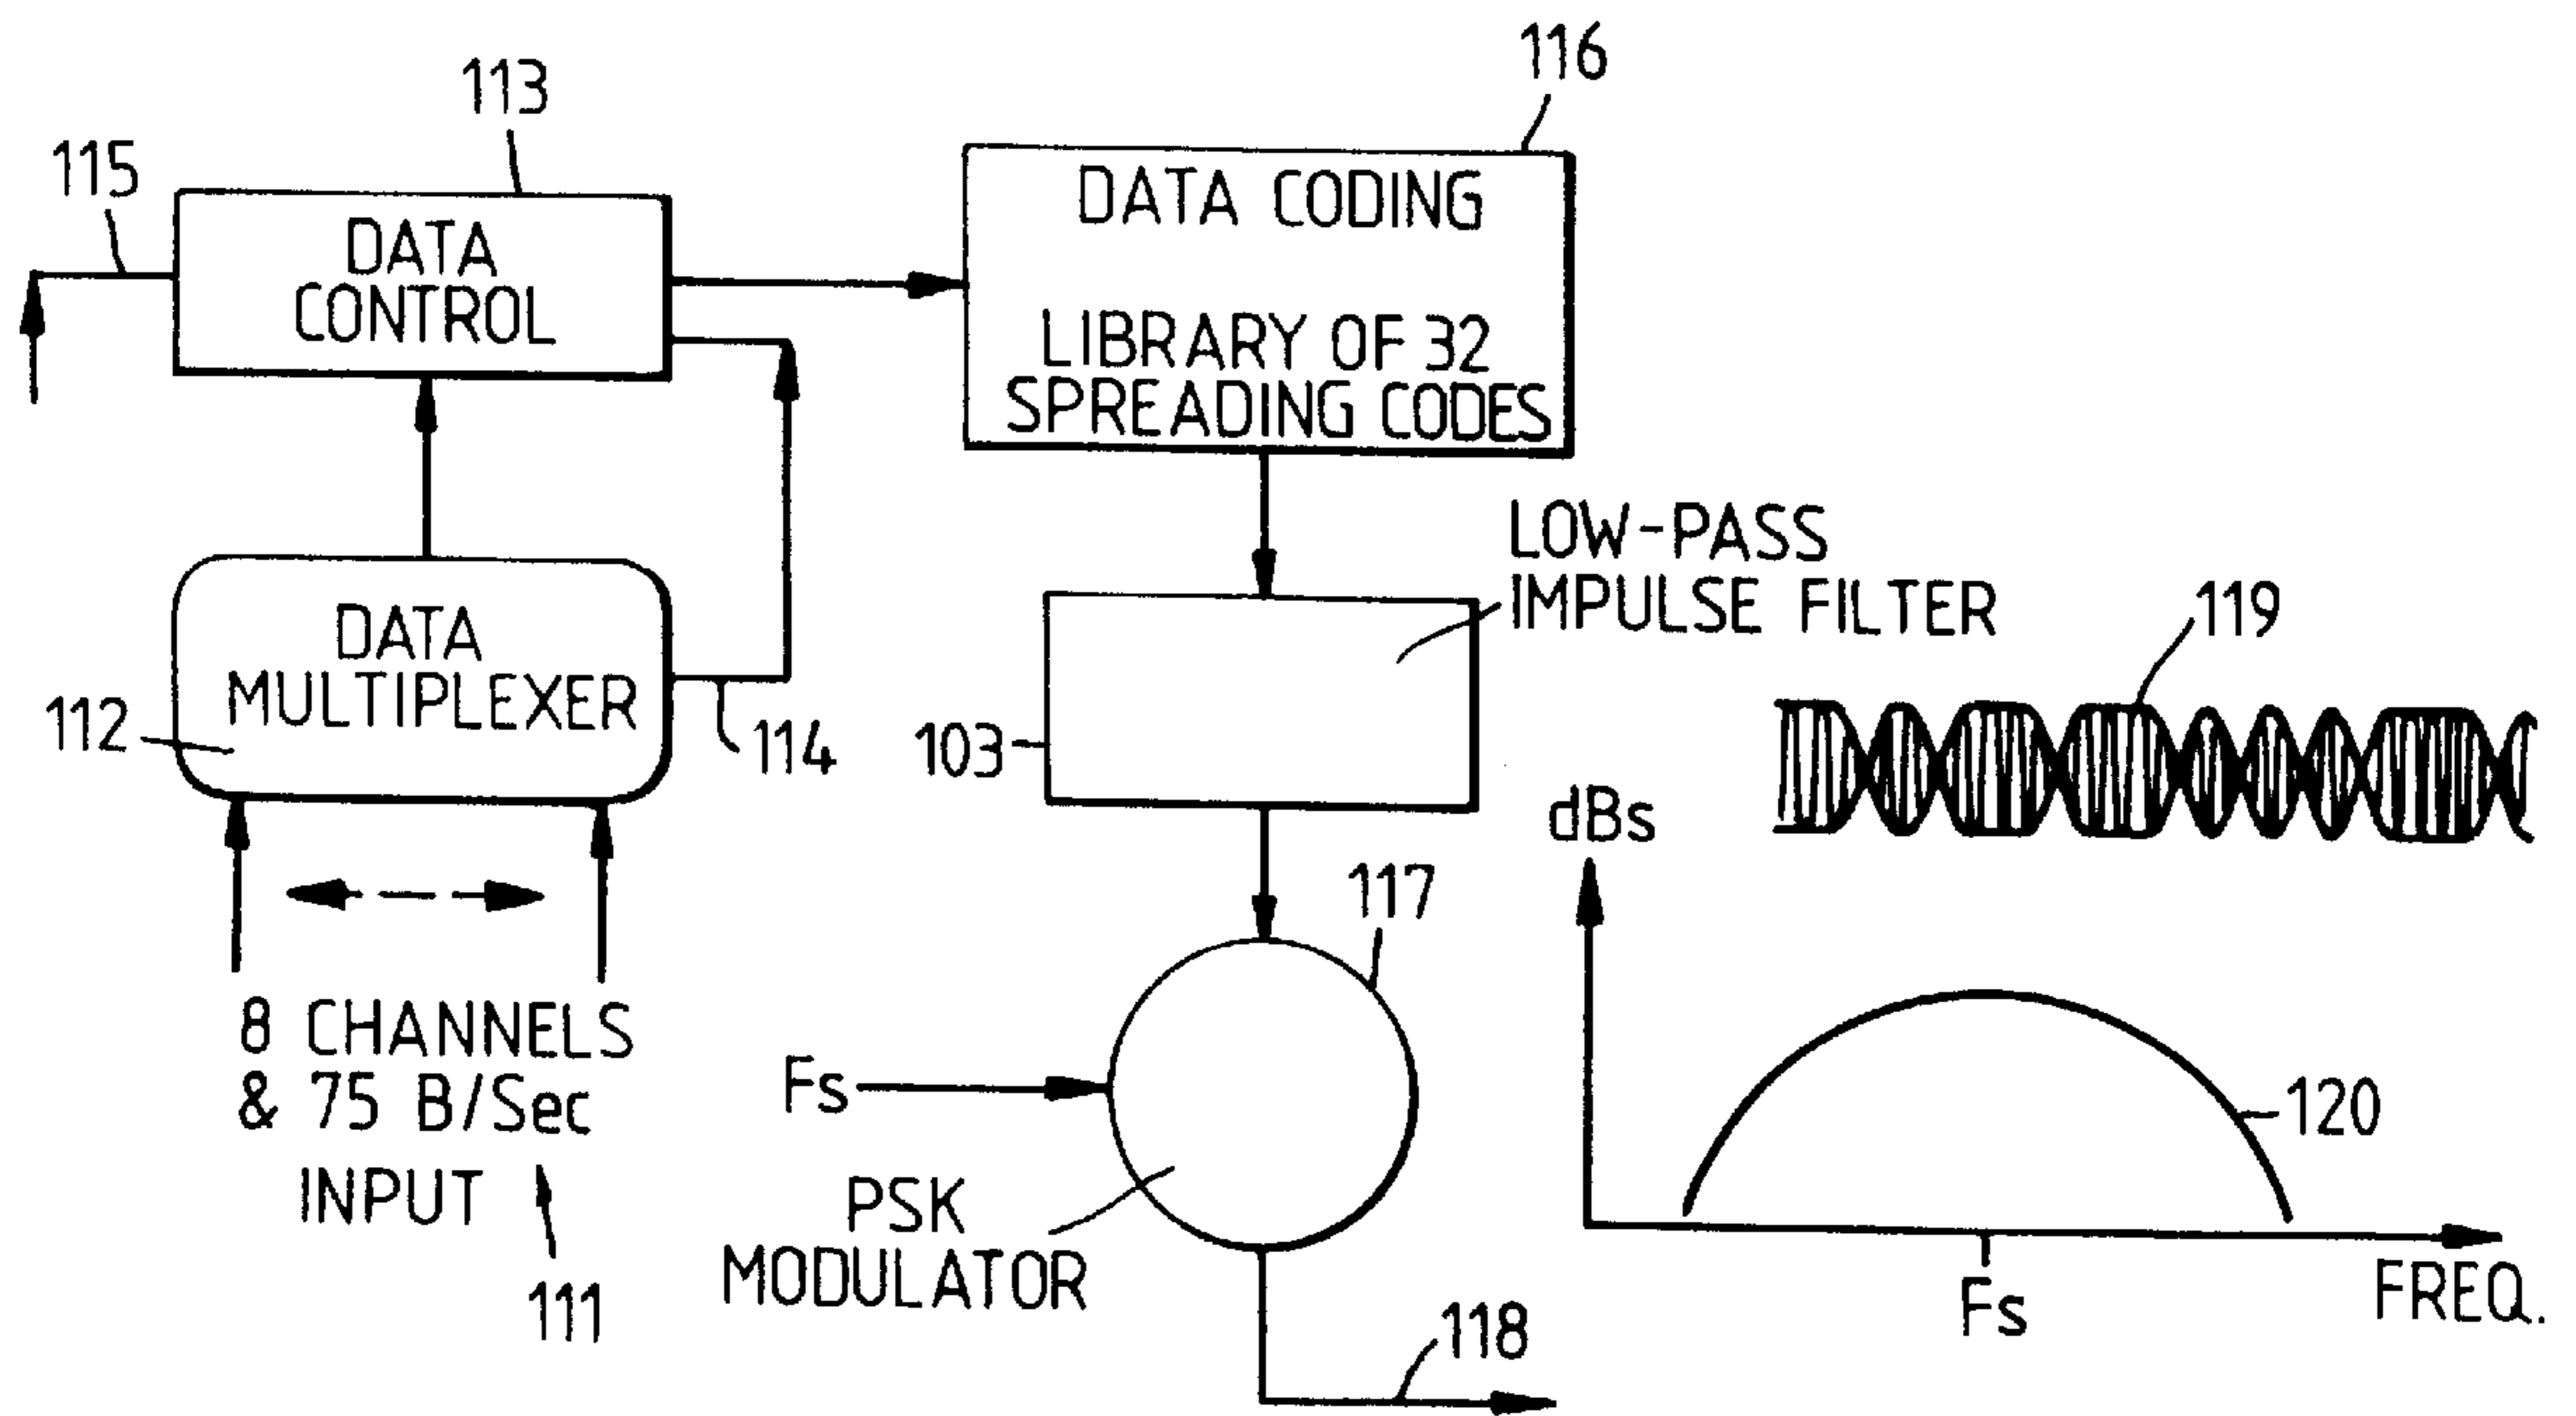 116
113
115
DATA
CONTROL
DATA CODING
LIBRARY OF 32
SPREADING CODES
LOW-PASS
IMPULSE FILTER
119
DATA
MULTIPLEXER
112
114
103
dBs
117
8 CHANNELS
& 75 B/Sec
INPUT
111
Fs
PSK
MODULATOR
120
Fs
FREQ.
118